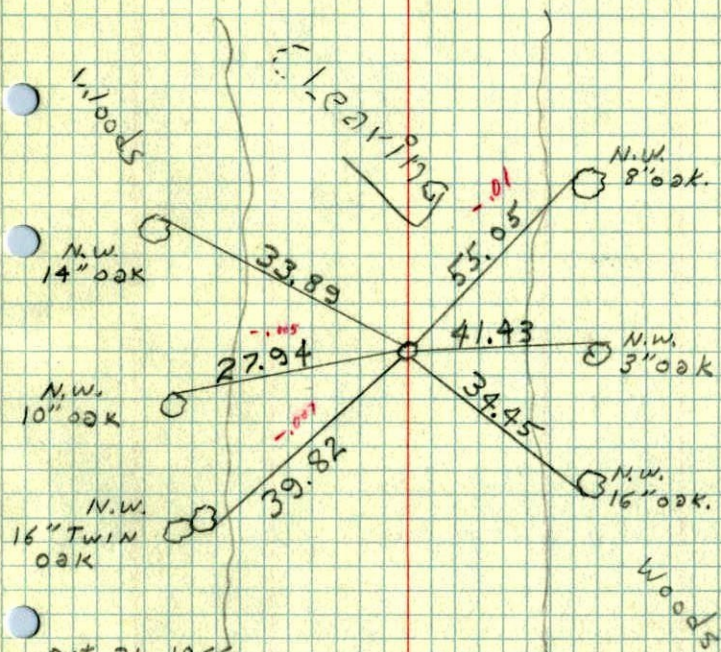 Woods
Clearing
N.W.
8" oak.
-.01
55.05
N.W.
14" oak
33.89
-.005
27.94
41.43
N.W.
3" oak
N.W.
10" oak
34.45
39.82
N.W.
16" oak.
N.W.
16" Twin
oak
Woods